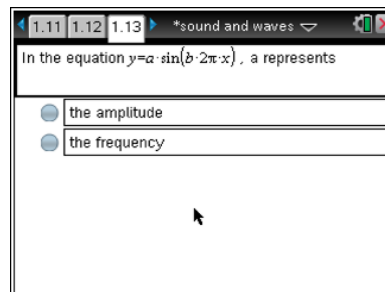 1.11 1.12 1.13 *sound and waves
In the equation y=a·sin(b·2π·x) , a represents
the amplitude
the frequency